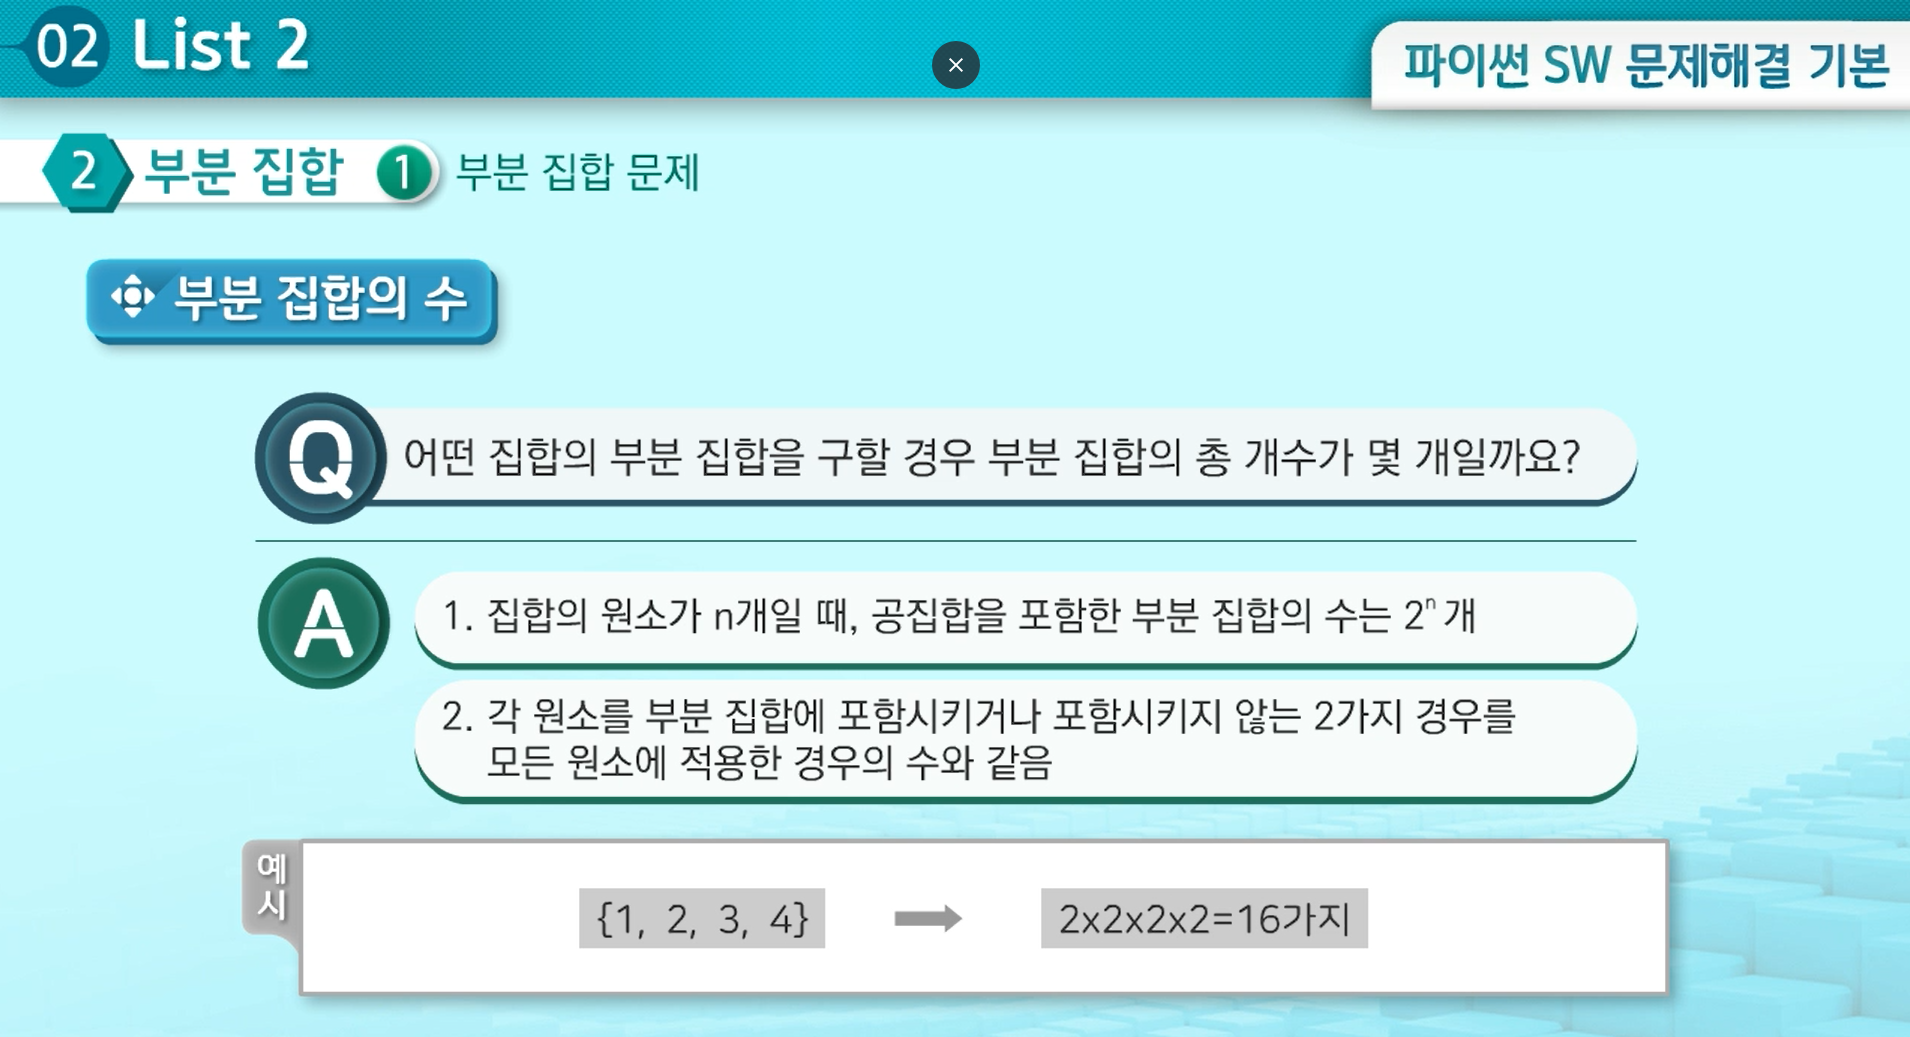 02 List 2
파이썬 SW 문제해결 기본
2 부분 집합 1 부분 집합 문제
부분 집합의 수
Q 어떤 집합의 부분 집합을 구할 경우 부분 집합의 총 개수가 몇 개일까요?
A 1. 집합의 원소가 n개일 때, 공집합을 포함한 부분 집합의 수는 2ⁿ 개
2. 각 원소를 부분 집합에 포함시키거나 포함시키지 않는 2가지 경우를
모든 원소에 적용한 경우의 수와 같음
예시
{1, 2, 3, 4} 2x2x2x2=16가지